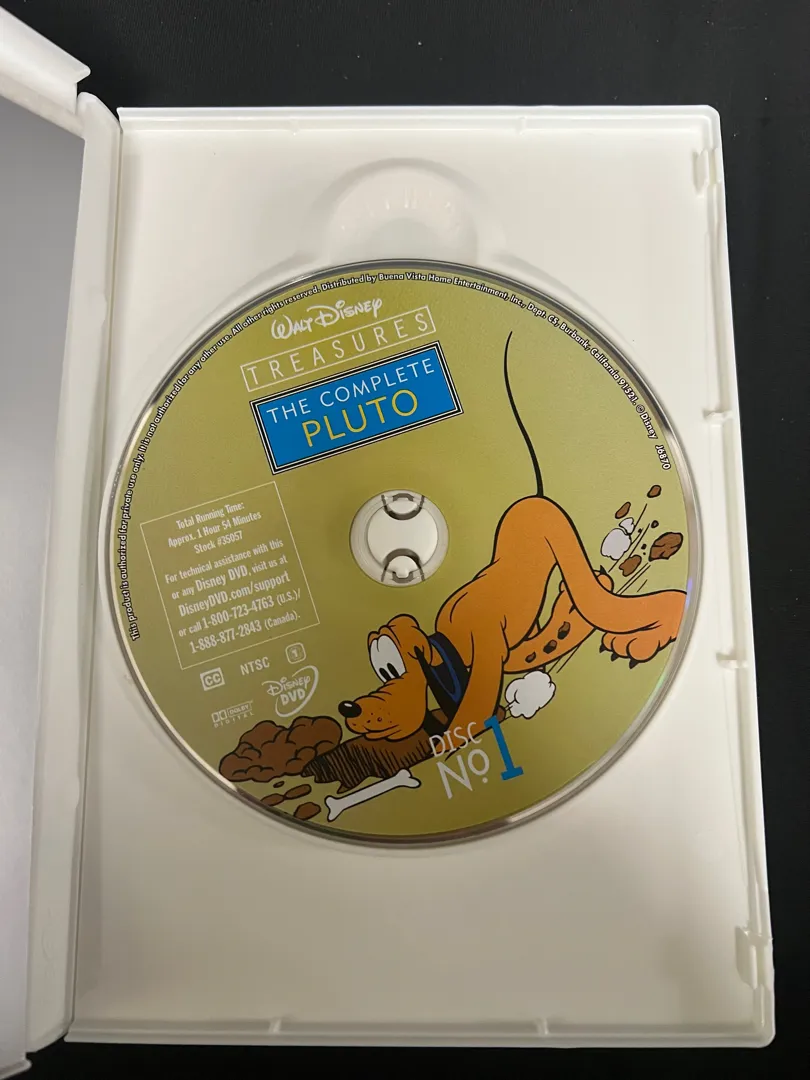 This product is authorized for private use only. It is not authorized for any other use. All other rights reserved. Distributed by Buena Vista Home Entertainment, Inc., Dept. CS, Burbank, California 91521. © Disney J6870
WALT DISNEY
TREASURES
THE COMPLETE
PLUTO
Total Running Time:
Approx. 1 Hour 54 Minutes
Stock #35057
For technical assistance with this
or any Disney DVD, visit us at
DisneyDVD.com/support
or call 1-800-723-4763 (U.S.)/
1-888-877-2843 (Canada).
CC NTSC 1
DOLBY
DIGITAL
DISNEY
DVD
DISC
No. 1